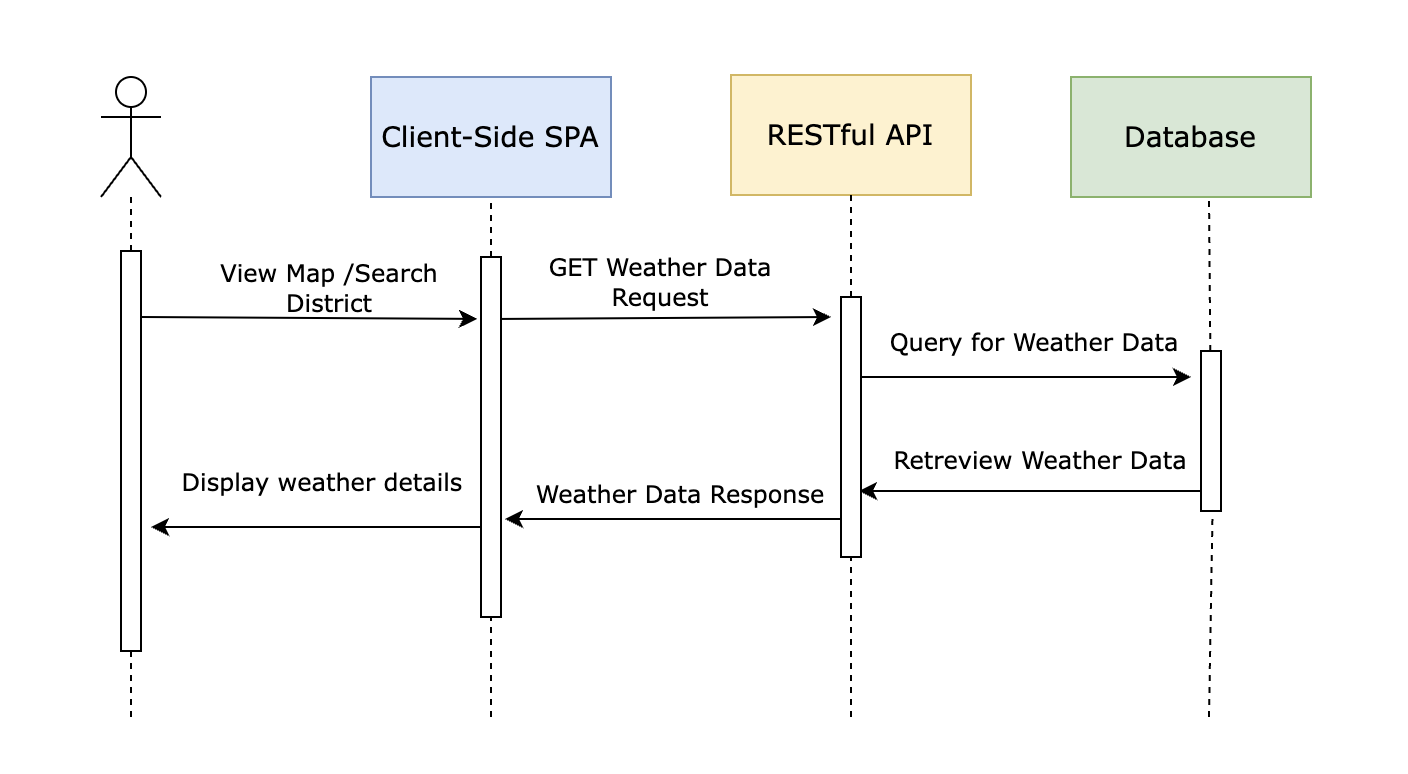 Client-Side SPA
RESTful API
Database
View Map /Search
District
GET Weather Data
Request
Query for Weather Data
Retreview Weather Data
Display weather details
Weather Data Response